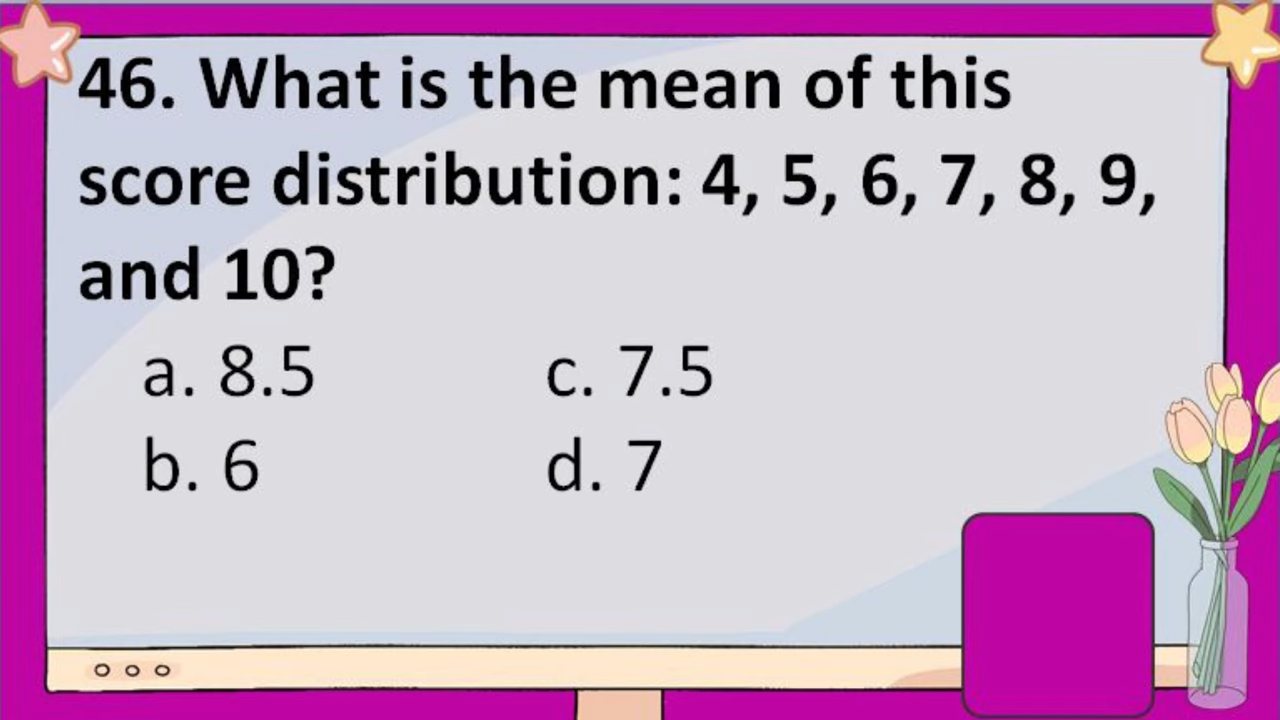 46. What is the mean of this
score distribution: 4, 5, 6, 7, 8, 9,
and 10?
a. 8.5 c. 7.5
b. 6 d. 7